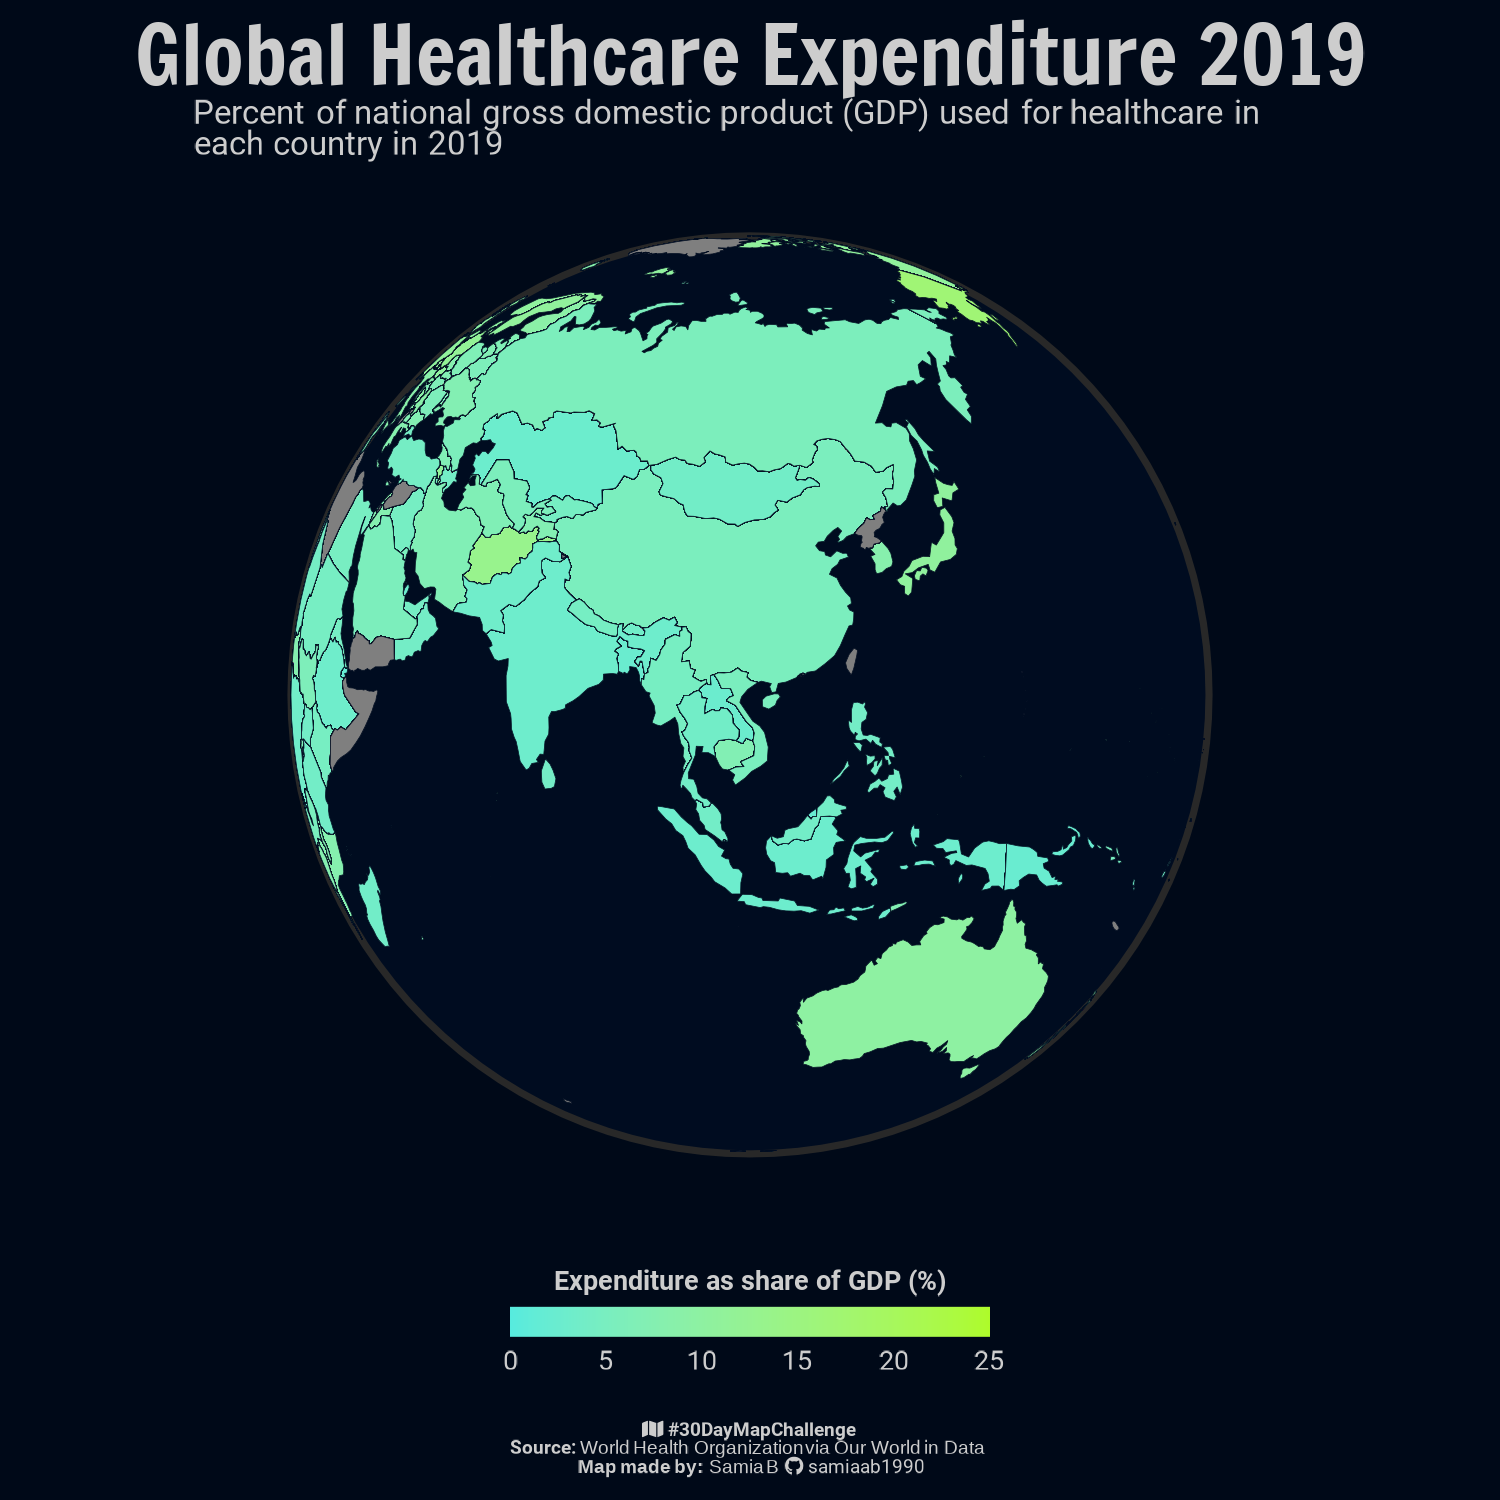 Global Healthcare Expenditure 2019
Percent of national gross domestic product (GDP) used for healthcare in
each country in 2019
Expenditure as share of GDP (%)
0 5 10 15 20 25
#30DayMapChallenge
Source: World Health Organization via Our World in Data
Map made by: Samia B samiaab1990